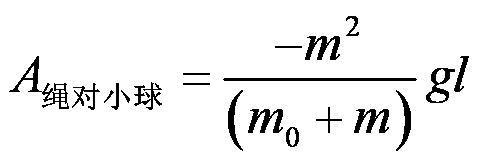 A绳对小球 = −m² / (m₀ + m) gl